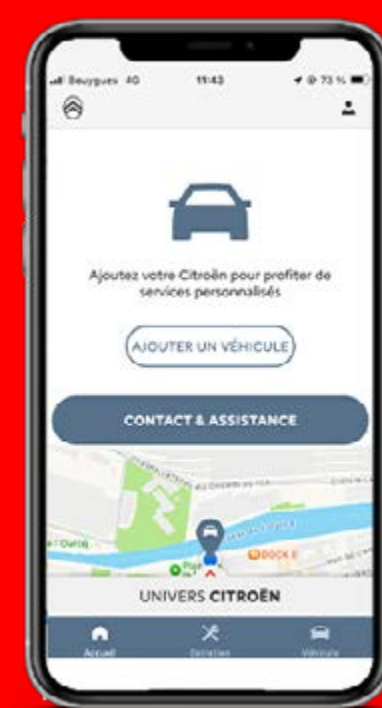 Bouygues 4G 11:43 73 %
Ajoutez votre Citroën pour profiter de
services personnalisés
AJOUTER UN VÉHICULE
CONTACT & ASSISTANCE
DOCK B
UNIVERS CITROËN
Accueil Entretien Véhicule